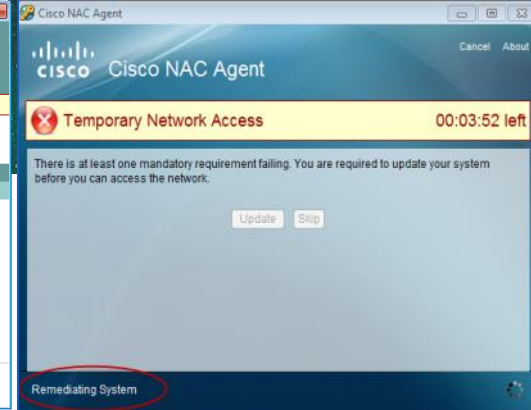 Cisco NAC Agent
Cancel About
cisco Cisco NAC Agent
Temporary Network Access 00:03:52 left
There is at least one mandatory requirement failing. You are required to update your system
before you can access the network.
Update Skip
Remediating System